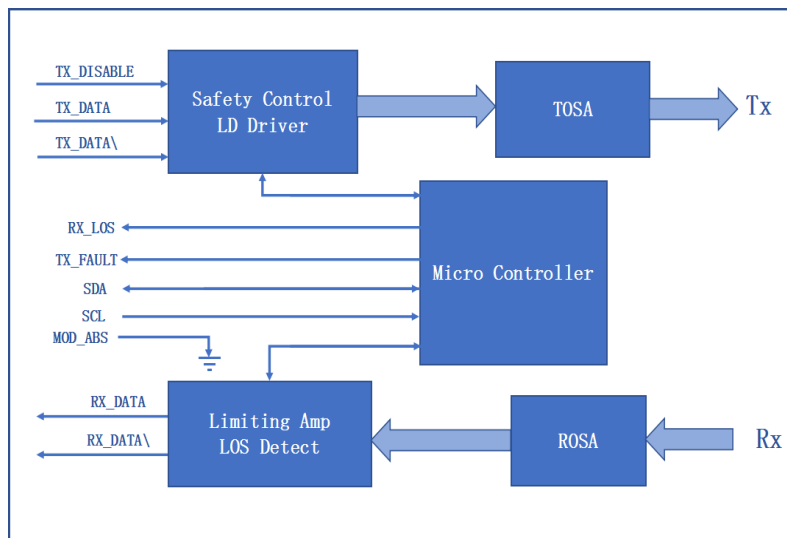 TX_DISABLE
TX_DATA
TX_DATA\
Safety Control
LD Driver
TOSA
Tx
RX_LOS
TX_FAULT
SDA
SCL
MOD_ABS
Micro Controller
RX_DATA
RX_DATA\
Limiting Amp
LOS Detect
ROSA
Rx